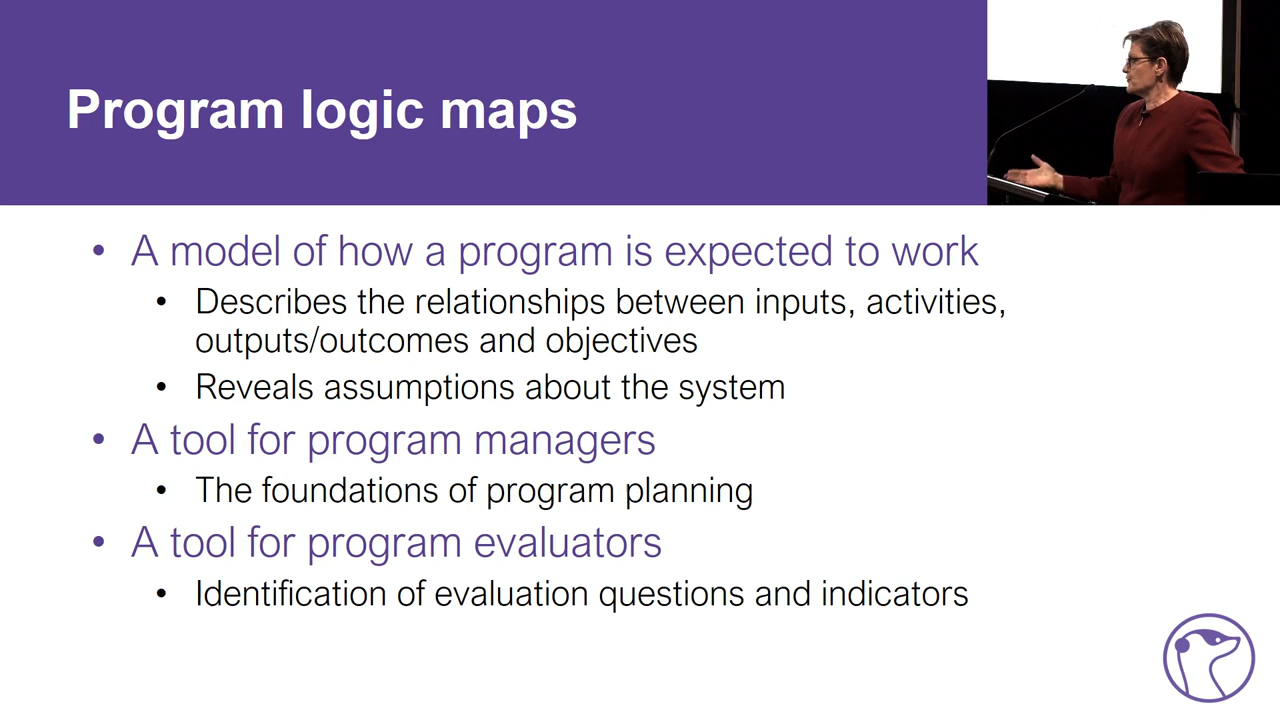 Program logic maps
• A model of how a program is expected to work
• Describes the relationships between inputs, activities,
outputs/outcomes and objectives
• Reveals assumptions about the system
• A tool for program managers
• The foundations of program planning
• A tool for program evaluators
• Identification of evaluation questions and indicators